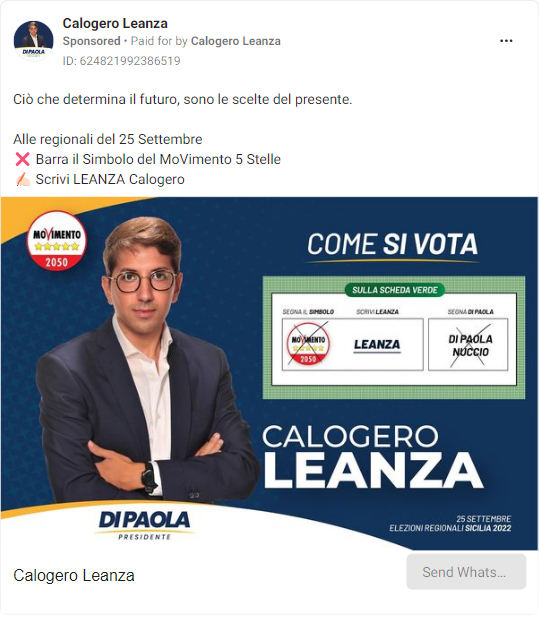 Calogero Leanza
Sponsored • Paid for by Calogero Leanza
ID: 624821992386519
Ciò che determina il futuro, sono le scelte del presente.
Alle regionali del 25 Settembre
❌ Barra il Simbolo del MoVimento 5 Stelle
✍🏻 Scrivi LEANZA Calogero
MOVIMENTO
2050
COME SI VOTA
SULLA SCHEDA VERDE
SEGNA IL SIMBOLO
SCRIVI LEANZA
SEGNA DI PAOLA
MOVIMENTO
2050
LEANZA
DI PAOLA
NUCCIO
CALOGERO
LEANZA
DIPAOLA
PRESIDENTE
25 SETTEMBRE
ELEZIONI REGIONALI SICILIA 2022
Calogero Leanza
Send Whats...